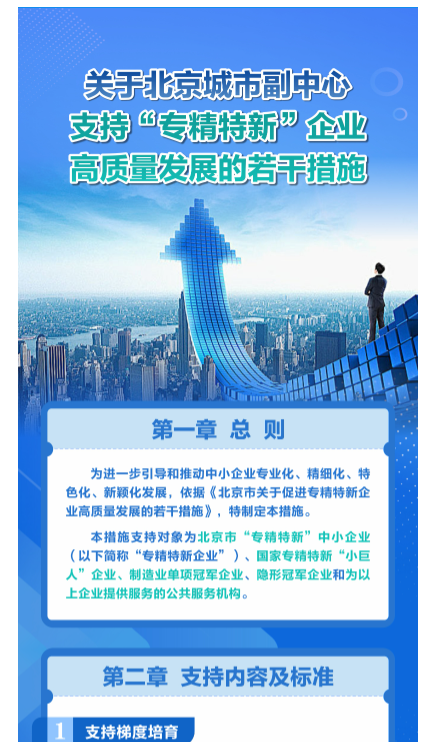 关于北京城市副中心
支持“专精特新”企业
高质量发展的若干措施
第一章 总 则
为进一步引导和推动中小企业专业化、精细化、特
色化、新颖化发展，依据《北京市关于促进专精特新企
业高质量发展的若干措施》，特制定本措施。
本措施支持对象为北京市“专精特新”中小企业
（以下简称“专精特新企业”）、国家专精特新“小巨
人”企业、制造业单项冠军企业、隐形冠军企业和为以
上企业提供服务的公共服务机构。
第二章 支持内容及标准
1 支持梯度培育